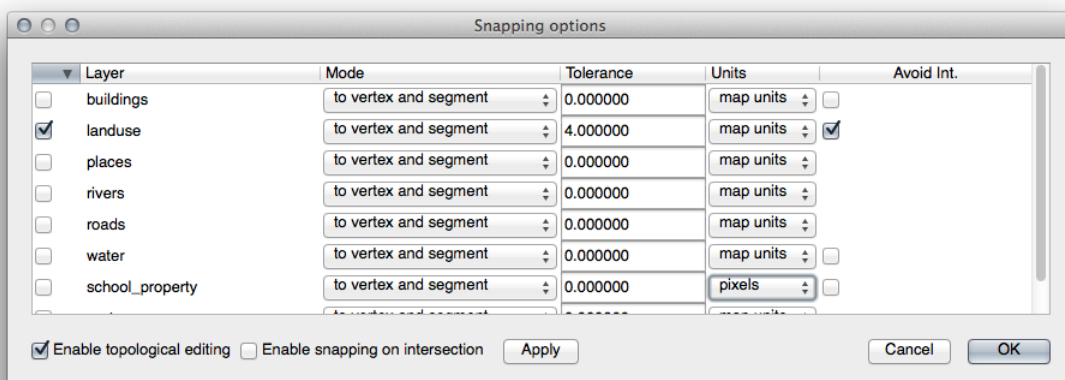 Snapping options
Layer Mode Tolerance Units Avoid Int.
buildings to vertex and segment 0.000000 map units
landuse to vertex and segment 4.000000 map units
places to vertex and segment 0.000000 map units
rivers to vertex and segment 0.000000 map units
roads to vertex and segment 0.000000 map units
water to vertex and segment 0.000000 map units
school_property to vertex and segment 0.000000 pixels
Enable topological editing Enable snapping on intersection Apply Cancel OK